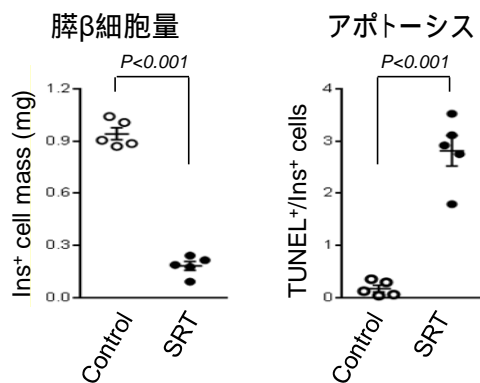 膵β細胞量
P<0.001
Ins⁺ cell mass (mg)
1.2
0.9
0.6
0.3
0.0
Control
SRT
アポトーシス
P<0.001
TUNEL⁺/Ins⁺ cells
4
3
2
1
0
Control
SRT